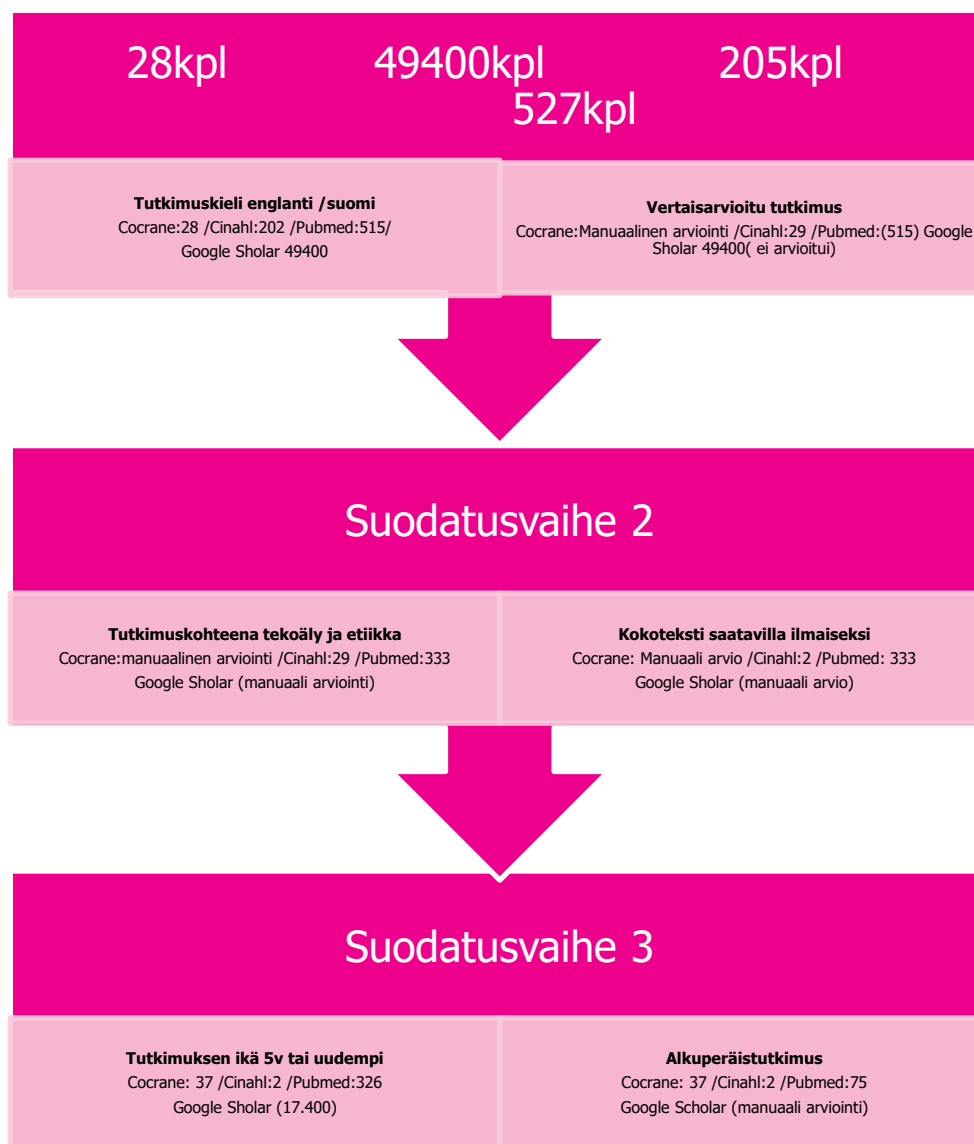 28kpl 49400kpl 205kpl
527kpl
Tutkimuskieli englanti /suomi
Cocrane:28 /Cinahl:202 /Pubmed:515/
Google Sholar 49400
Vertaisarvioitu tutkimus
Cocrane:Manuaalinen arviointi /Cinahl:29 /Pubmed:(515) Google
Sholar 49400( ei arvioitui)
Suodatusvaihe 2
Tutkimuskohteena tekoäly ja etiikka
Cocrane:manuaalinen arviointi /Cinahl:29 /Pubmed:333
Google Sholar (manuaali arviointi)
Kokoteksti saatavilla ilmaiseksi
Cocrane: Manuaali arvio /Cinahl:2 /Pubmed: 333
Google Sholar (manuaali arvio)
Suodatusvaihe 3
Tutkimuksen ikä 5v tai uudempi
Cocrane: 37 /Cinahl:2 /Pubmed:326
Google Sholar (17.400)
Alkuperäistutkimus
Cocrane: 37 /Cinahl:2 /Pubmed:75
Google Scholar (manuaali arviointi)